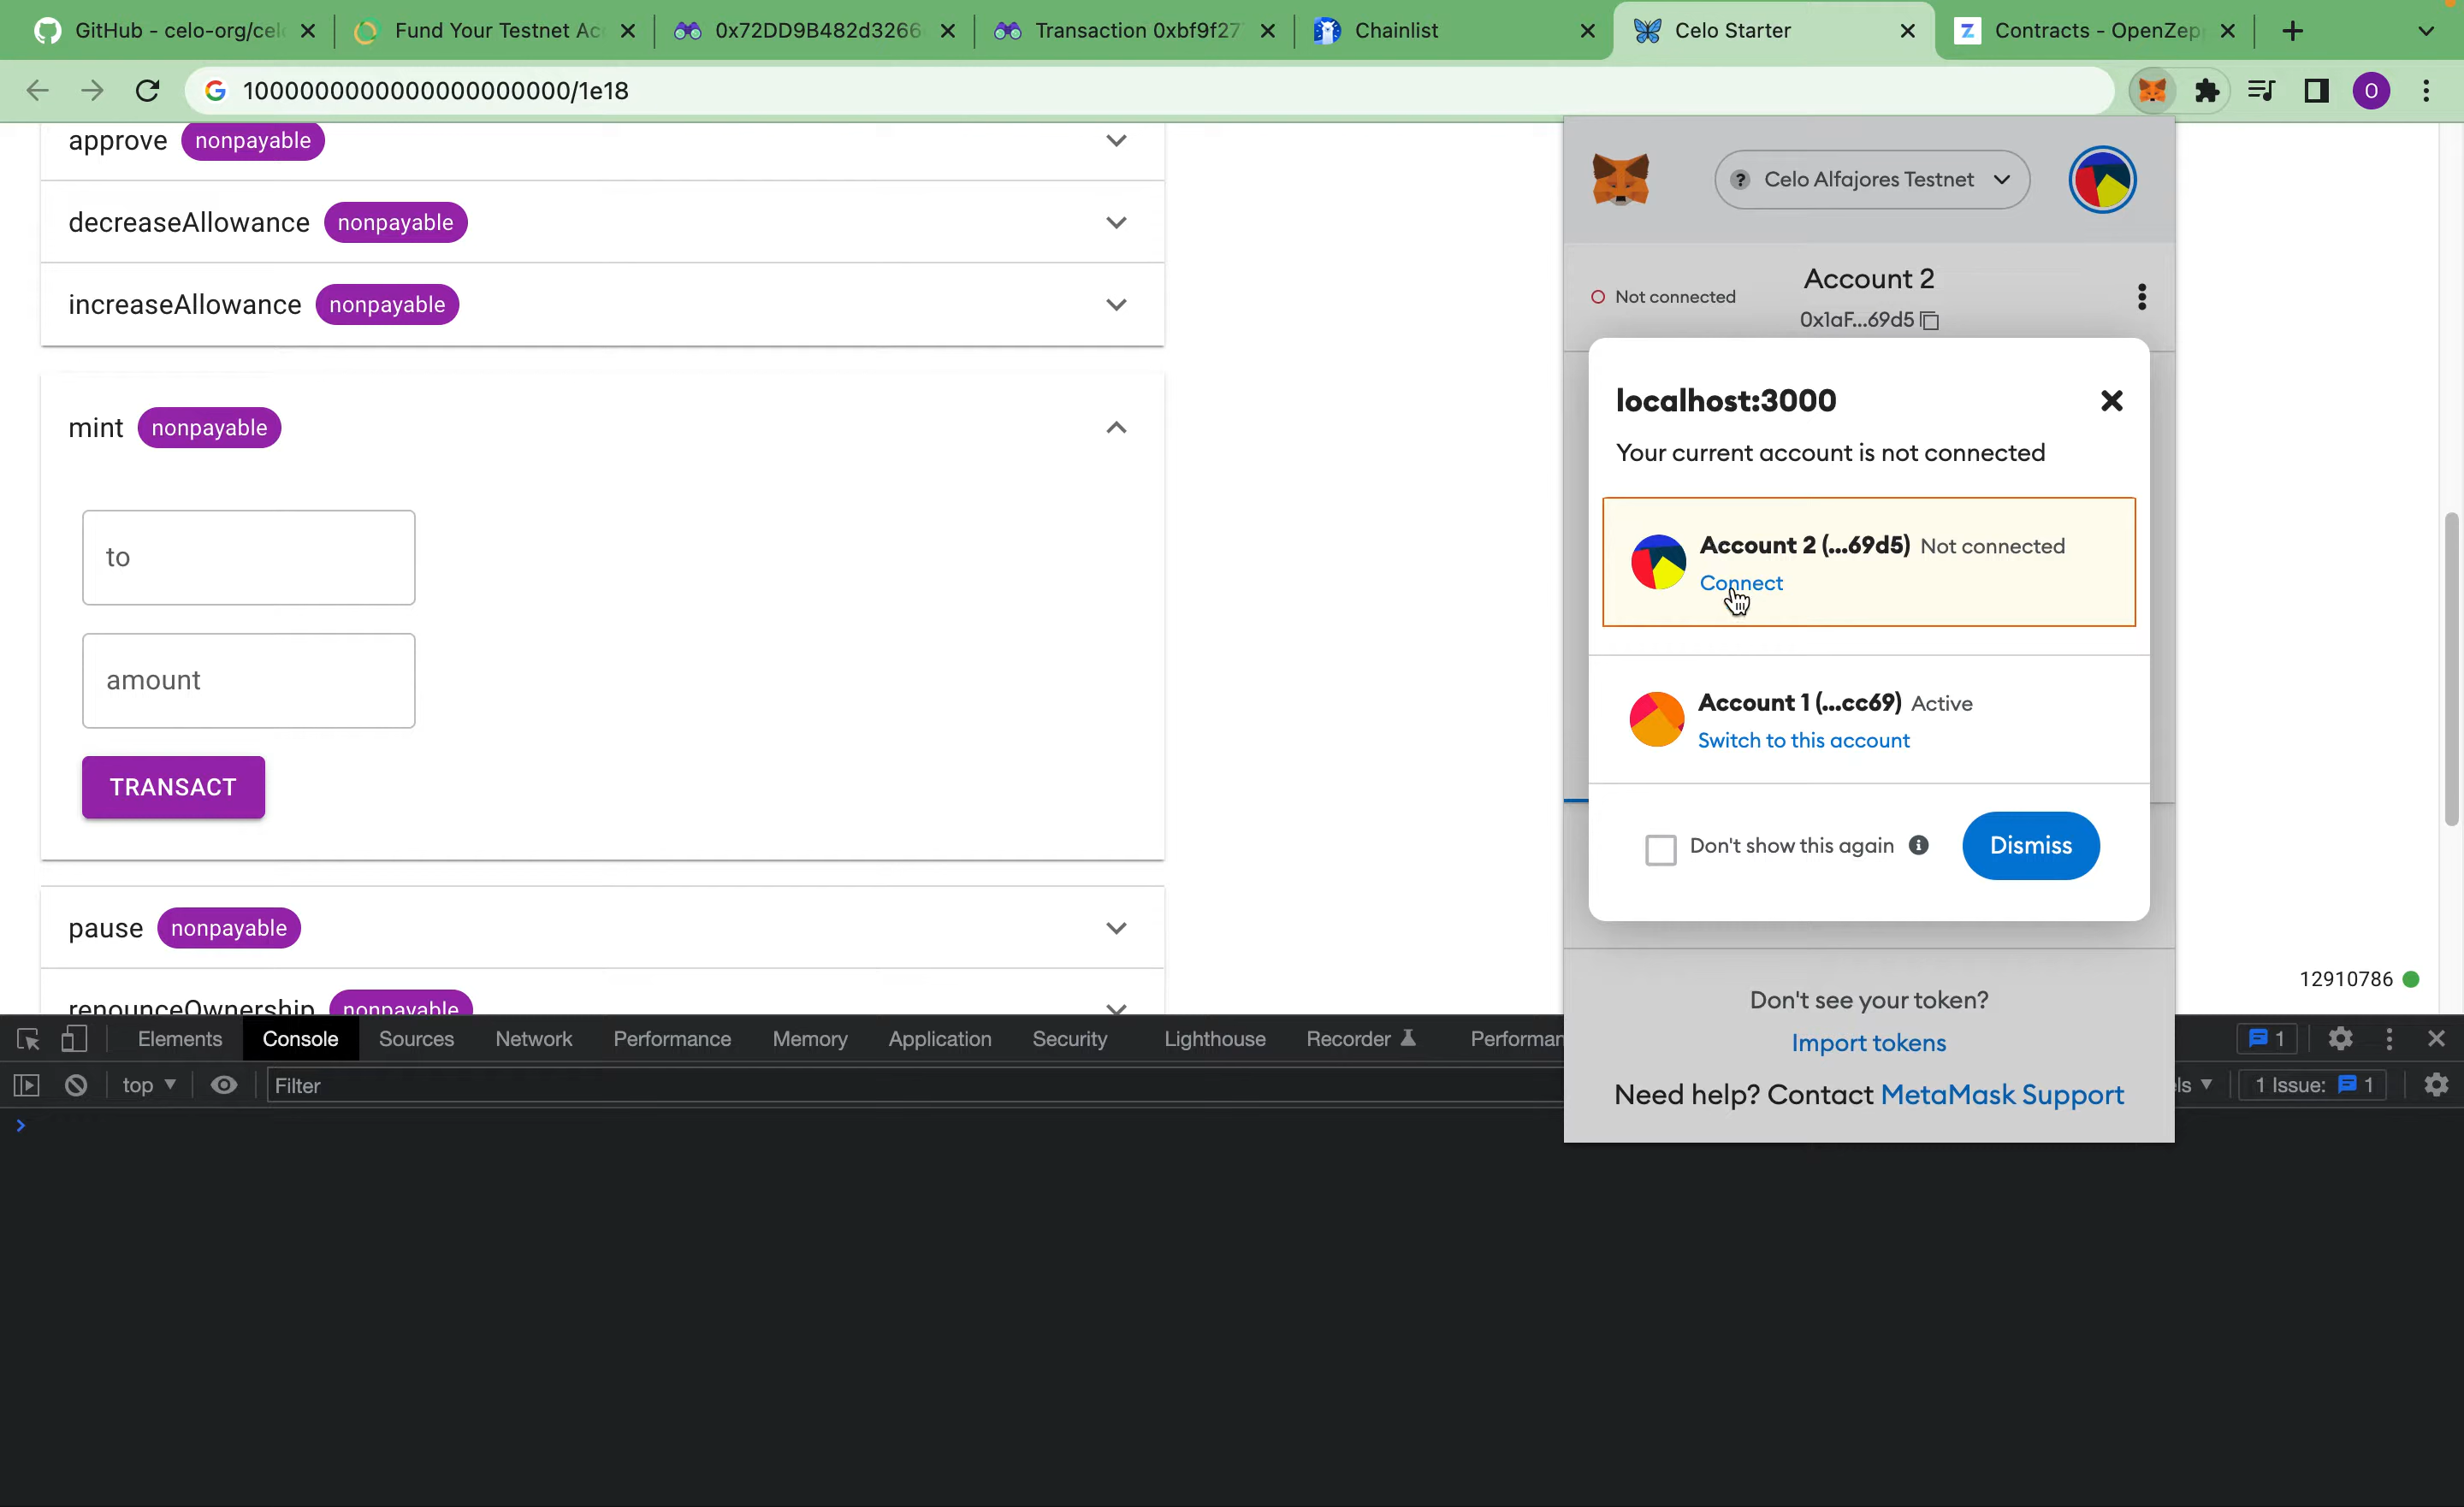 GitHub - celo-org/cel
Fund Your Testnet Acc
0x72DD9B482d3266
Transaction 0xbf9f27
Chainlist
Celo Starter
Contracts - OpenZepp
1000000000000000000000/1e18
O
approve nonpayable
decreaseAllowance nonpayable
increaseAllowance nonpayable
mint nonpayable
to
amount
TRANSACT
pause nonpayable
renounceOwnership nonpayable
12910786
? Celo Alfajores Testnet
Not connected
Account 2
0x1aF...69d5
localhost:3000
Your current account is not connected
Account 2 (...69d5) Not connected
Connect
Account 1 (...cc69) Active
Switch to this account
Don't show this again
Dismiss
Don't see your token?
Import tokens
Need help? Contact MetaMask Support
Elements Console Sources Network Performance Memory Application Security Lighthouse Recorder Performan
1
top Filter
ls 1 Issue: 1